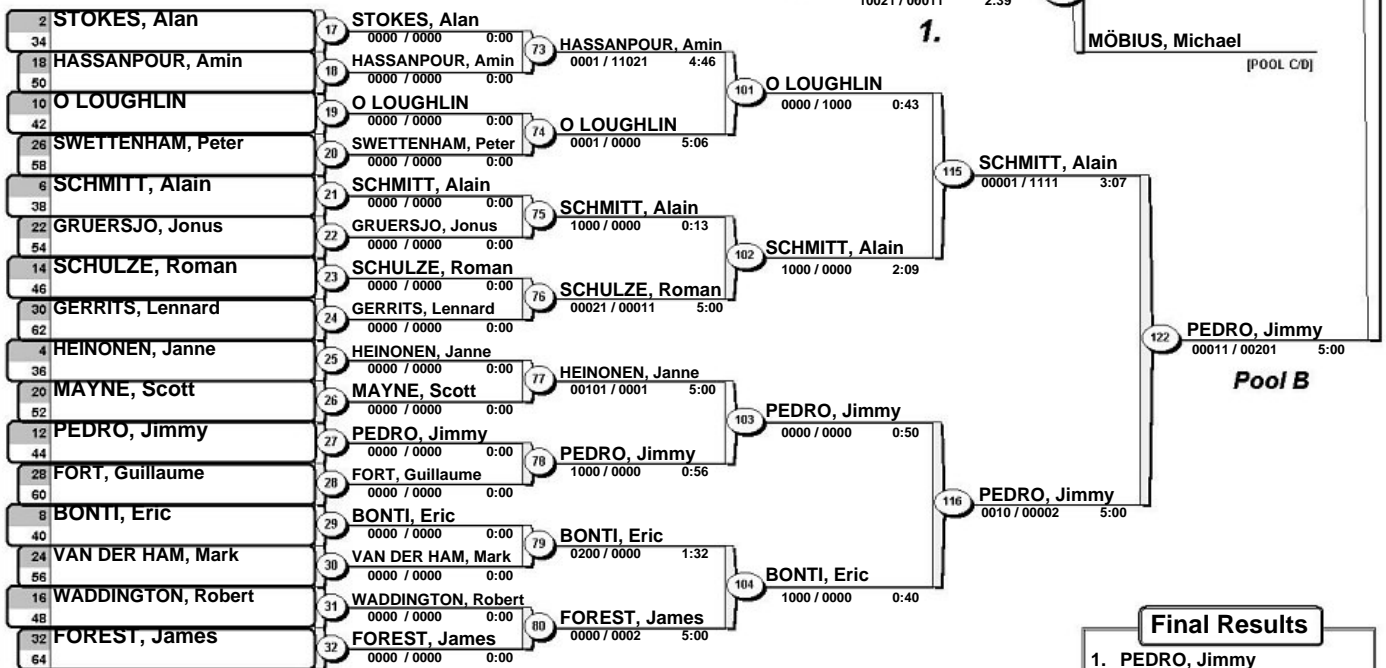 10021 / 00011 2:39
1.
MÖBIUS, Michael
[POOL C/D]
2 STOKES, Alan
34
18 HASSANPOUR, Amin
50
10 O LOUGHLIN
42
26 SWETTENHAM, Peter
58
6 SCHMITT, Alain
38
22 GRUERSJO, Jonus
54
14 SCHULZE, Roman
46
30 GERRITS, Lennard
62
4 HEINONEN, Janne
36
20 MAYNE, Scott
52
12 PEDRO, Jimmy
44
28 FORT, Guillaume
60
8 BONTI, Eric
40
24 VAN DER HAM, Mark
56
16 WADDINGTON, Robert
48
32 FOREST, James
64
17 STOKES, Alan
0000 / 0000 0:00
18 HASSANPOUR, Amin
0000 / 0000 0:00
19 O LOUGHLIN
0000 / 0000 0:00
20 SWETTENHAM, Peter
0000 / 0000 0:00
21 SCHMITT, Alain
0000 / 0000 0:00
22 GRUERSJO, Jonus
0000 / 0000 0:00
23 SCHULZE, Roman
0000 / 0000 0:00
24 GERRITS, Lennard
0000 / 0000 0:00
25 HEINONEN, Janne
0000 / 0000 0:00
26 MAYNE, Scott
0000 / 0000 0:00
27 PEDRO, Jimmy
0000 / 0000 0:00
28 FORT, Guillaume
0000 / 0000 0:00
29 BONTI, Eric
0000 / 0000 0:00
30 VAN DER HAM, Mark
0000 / 0000 0:00
31 WADDINGTON, Robert
0000 / 0000 0:00
32 FOREST, James
0000 / 0000 0:00
73 HASSANPOUR, Amin
0001 / 11021 4:46
74 O LOUGHLIN
0001 / 0000 5:06
75 SCHMITT, Alain
1000 / 0000 0:13
76 SCHULZE, Roman
00021 / 00011 5:00
77 HEINONEN, Janne
00101 / 0001 5:00
78 PEDRO, Jimmy
1000 / 0000 0:56
79 BONTI, Eric
0200 / 0000 1:32
80 FOREST, James
0000 / 0002 5:00
101 O LOUGHLIN
0000 / 1000 0:43
102 SCHMITT, Alain
1000 / 0000 2:09
103 PEDRO, Jimmy
0000 / 0000 0:50
104 BONTI, Eric
1000 / 0000 0:40
115 SCHMITT, Alain
00001 / 1111 3:07
116 PEDRO, Jimmy
0010 / 00002 5:00
122 PEDRO, Jimmy
00011 / 00201 5:00
Pool B
Final Results
1. PEDRO, Jimmy